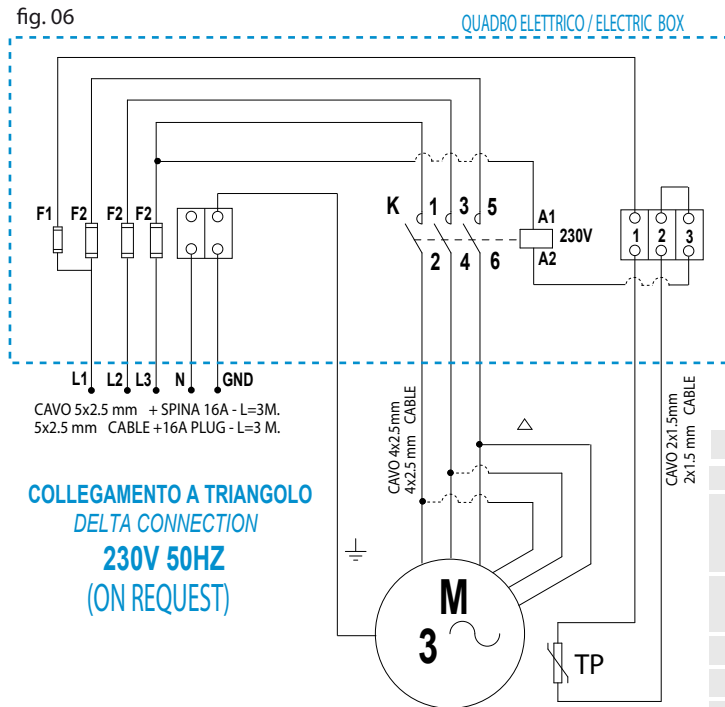 fig. 06
QUADRO ELETTRICO / ELECTRIC BOX
F1 F2 F2 F2
K 1 3 5
A1
230V
A2
2 4 6
1 2 3
L1 L2 L3 N GND
CAVO 5x2.5 mm + SPINA 16A - L=3M.
5x2.5 mm CABLE +16A PLUG - L=3 M.
CAVO 4x2.5mm
4x2.5 mm CABLE
CAVO 2x1.5mm
2x1.5 mm CABLE
COLLEGAMENTO A TRIANGOLO
DELTA CONNECTION
230V 50HZ
(ON REQUEST)
M
3
TP